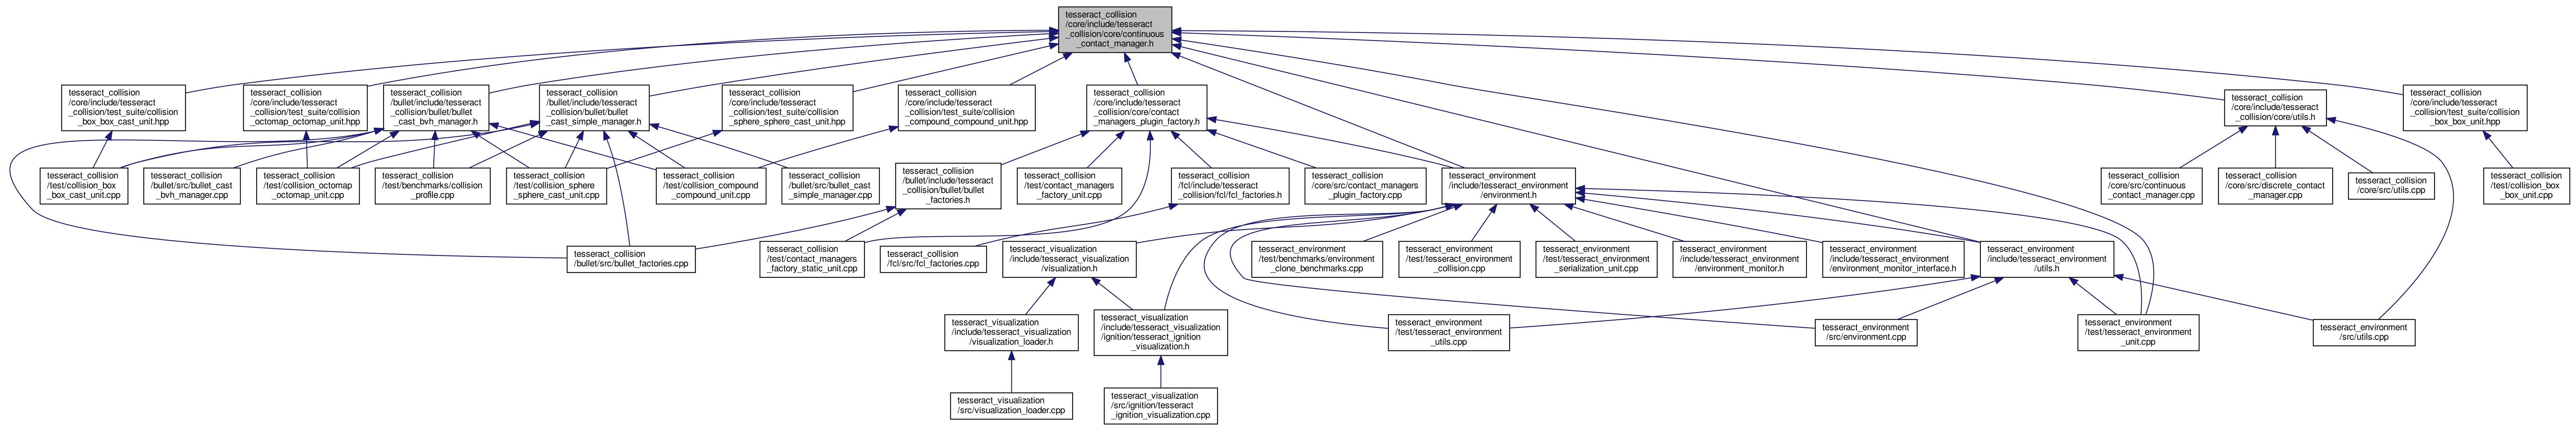 tesseract_collision
/core/include/tesseract
_collision/core/continuous
_contact_manager.h
tesseract_collision
/core/include/tesseract
_collision/test_suite/collision
_box_box_cast_unit.hpp
tesseract_collision
/core/include/tesseract
_collision/test_suite/collision
_octomap_octomap_unit.hpp
tesseract_collision
/bullet/include/tesseract
_collision/bullet/bullet
_cast_bvh_manager.h
tesseract_collision
/bullet/include/tesseract
_collision/bullet/bullet
_cast_simple_manager.h
tesseract_collision
/core/include/tesseract
_collision/test_suite/collision
_sphere_sphere_cast_unit.hpp
tesseract_collision
/core/include/tesseract
_collision/test_suite/collision
_compound_compound_unit.hpp
tesseract_collision
/core/include/tesseract
_collision/core/contact
_managers_plugin_factory.h
tesseract_collision
/core/include/tesseract
_collision/core/utils.h
tesseract_collision
/core/include/tesseract
_collision/test_suite/collision
_box_box_unit.hpp
tesseract_collision
/test/collision_box
_box_cast_unit.cpp
tesseract_collision
/bullet/src/bullet_cast
_bvh_manager.cpp
tesseract_collision
/test/collision_octomap
_octomap_unit.cpp
tesseract_collision
/test/benchmarks/collision
_profile.cpp
tesseract_collision
/test/collision_sphere
_sphere_cast_unit.cpp
tesseract_collision
/test/collision_compound
_compound_unit.cpp
tesseract_collision
/bullet/src/bullet_cast
_simple_manager.cpp
tesseract_collision
/bullet/include/tesseract
_collision/bullet/bullet
_factories.h
tesseract_collision
/test/contact_managers
_factory_unit.cpp
tesseract_collision
/fcl/include/tesseract
_collision/fcl/fcl_factories.h
tesseract_collision
/core/src/contact_managers
_plugin_factory.cpp
tesseract_environment
/include/tesseract_environment
/environment.h
tesseract_collision
/core/src/continuous
_contact_manager.cpp
tesseract_collision
/core/src/discrete_contact
_manager.cpp
tesseract_collision
/core/src/utils.cpp
tesseract_collision
/test/collision_box
_box_unit.cpp
tesseract_collision
/bullet/src/bullet_factories.cpp
tesseract_collision
/test/contact_managers
_factory_static_unit.cpp
tesseract_collision
/fcl/src/fcl_factories.cpp
tesseract_visualization
/include/tesseract_visualization
/visualization.h
tesseract_environment
/test/benchmarks/environment
_clone_benchmarks.cpp
tesseract_environment
/test/tesseract_environment
_collision.cpp
tesseract_environment
/test/tesseract_environment
_serialization_unit.cpp
tesseract_environment
/include/tesseract_environment
/environment_monitor.h
tesseract_environment
/include/tesseract_environment
/environment_monitor_interface.h
tesseract_environment
/include/tesseract_environment
/utils.h
tesseract_visualization
/include/tesseract_visualization
/visualization_loader.h
tesseract_visualization
/include/tesseract_visualization
/ignition/tesseract_ignition
_visualization.h
tesseract_environment
/test/tesseract_environment
_utils.cpp
tesseract_environment
/src/environment.cpp
tesseract_environment
/test/tesseract_environment
_unit.cpp
tesseract_environment
/src/utils.cpp
tesseract_visualization
/src/visualization_loader.cpp
tesseract_visualization
/src/ignition/tesseract
_ignition_visualization.cpp